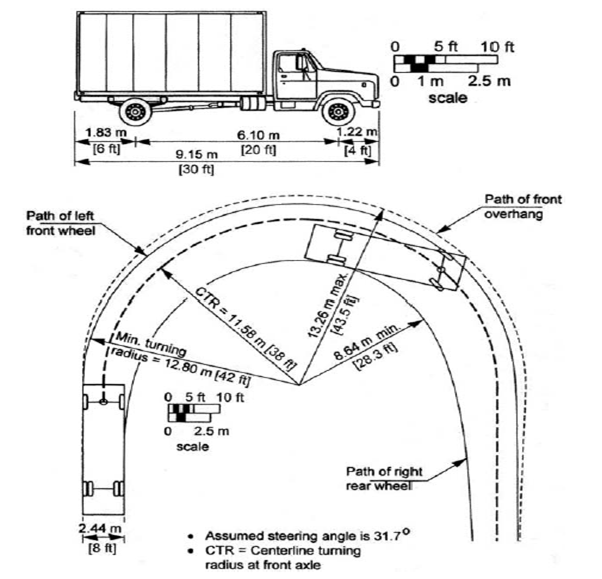 0 5 ft 10 ft
0 1 m 2.5 m
scale
1.83 m 6.10 m 1.22 m
[6 ft] [20 ft] [4 ft]
9.15 m
[30 ft]
Path of left
front wheel
Path of front
overhang
CTR = 11.58 m [38 ft]
13.26 m max.
[43.5 ft]
8.64 m min.
[28.3 ft]
Min. turning
radius = 12.80 m [42 ft]
0 5 ft 10 ft
0 2.5 m
scale
Path of right
rear wheel
2.44 m
[8 ft]
• Assumed steering angle is 31.7°
• CTR = Centerline turning
radius at front axle